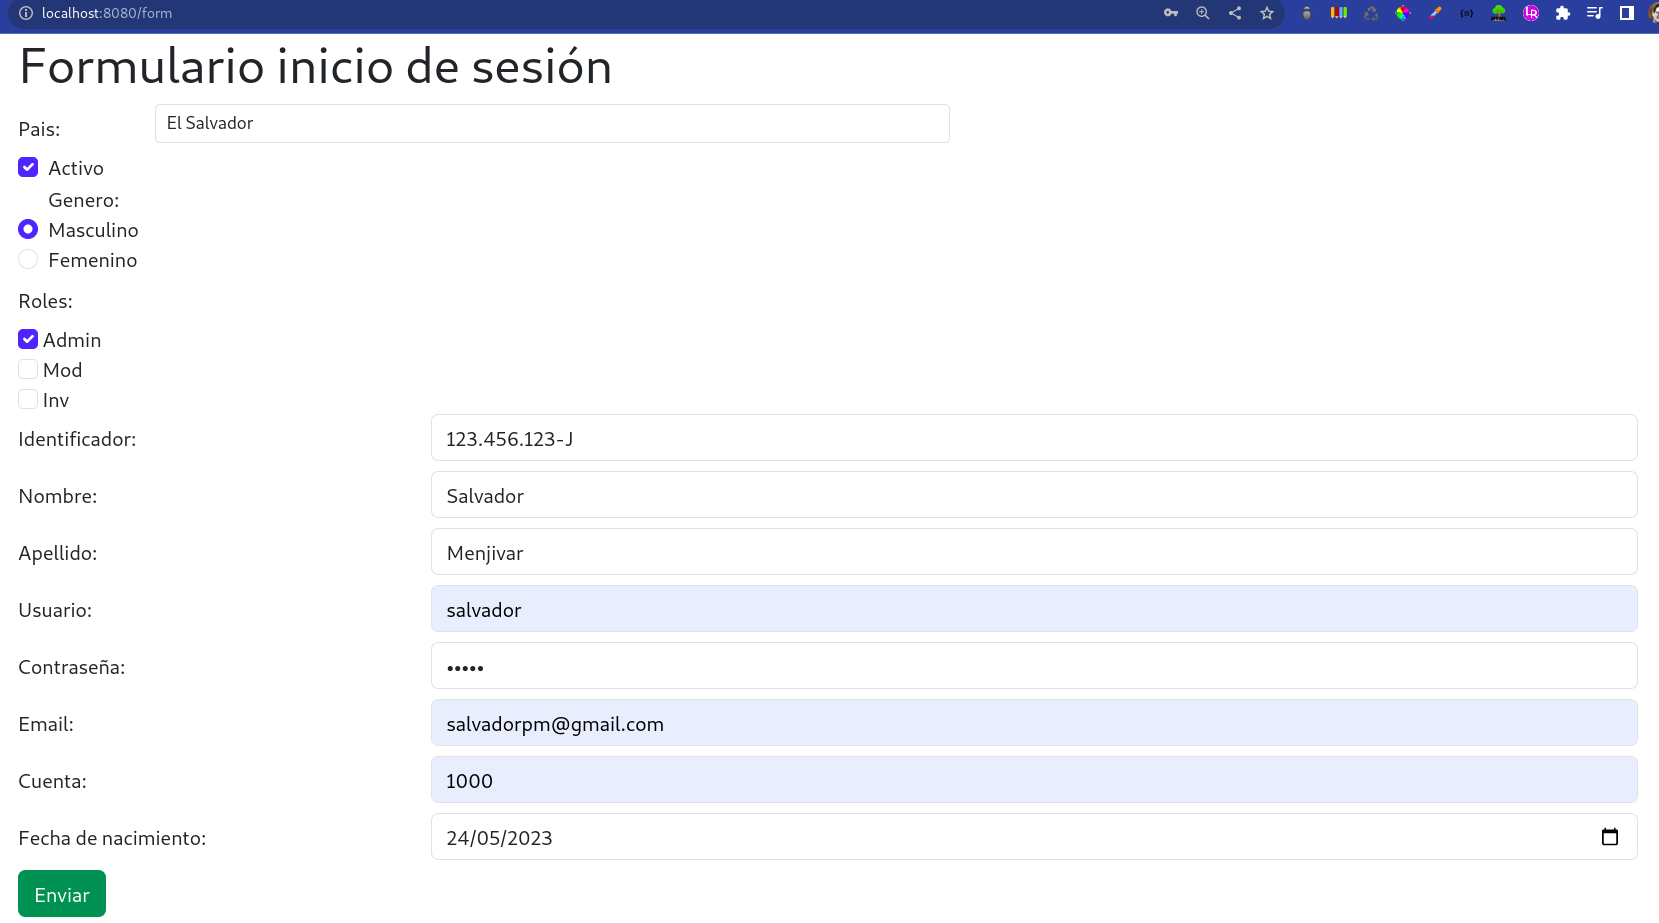 localhost:8080/form
Formulario inicio de sesión
Pais: El Salvador
Activo
Genero:
Masculino
Femenino
Roles:
Admin
Mod
Inv
Identificador: 123.456.123-J
Nombre: Salvador
Apellido: Menjivar
Usuario: salvador
Contraseña: •••••
Email: salvadorpm@gmail.com
Cuenta: 1000
Fecha de nacimiento: 24/05/2023
Enviar